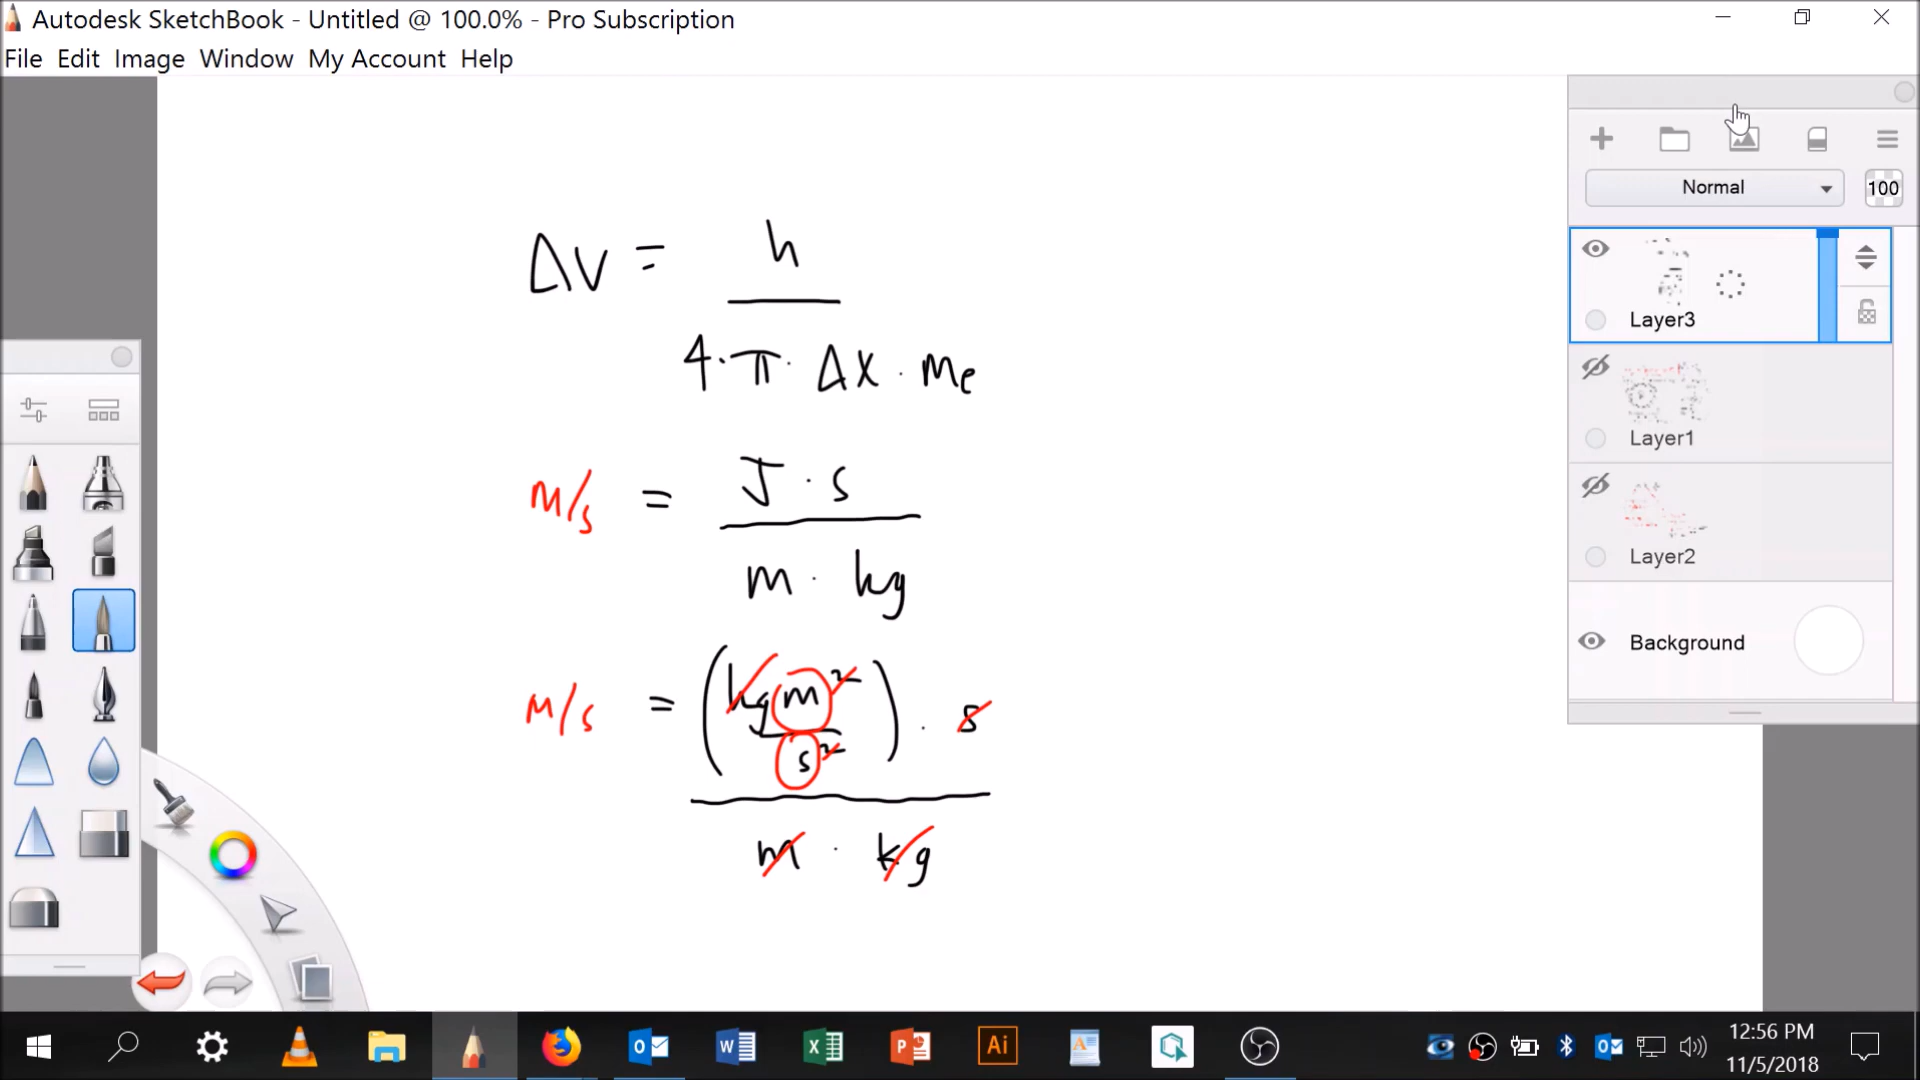 Autodesk SketchBook - Untitled @ 100.0% - Pro Subscription
File Edit Image Window My Account Help
Normal 100
Layer3
Layer1
Layer2
Background
ΔV = h
4 · π · Δx · me
m/s = J · s
m · kg
m/s = (kg m²
s²) · s
m · kg
Ai
12:56 PM
11/5/2018